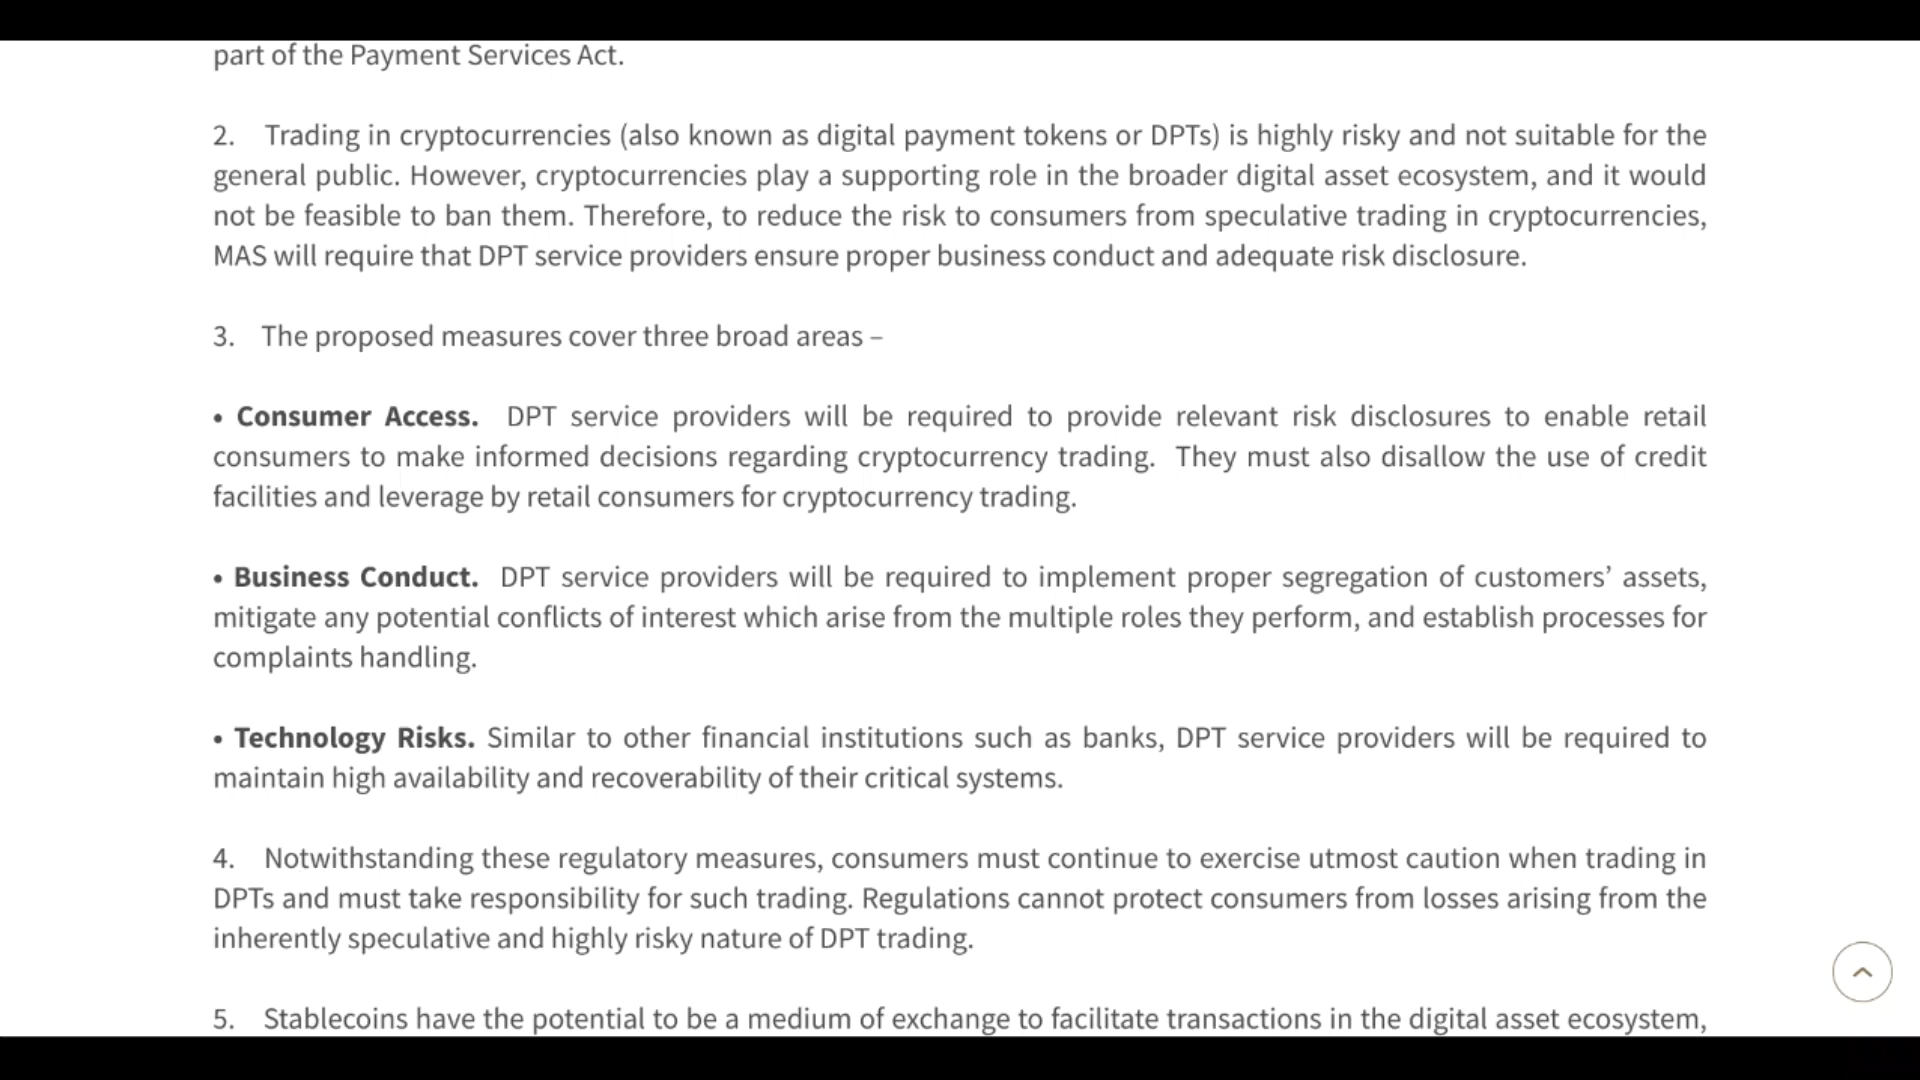 part of the Payment Services Act.
2. Trading in cryptocurrencies (also known as digital payment tokens or DPTs) is highly risky and not suitable for the
general public. However, cryptocurrencies play a supporting role in the broader digital asset ecosystem, and it would
not be feasible to ban them. Therefore, to reduce the risk to consumers from speculative trading in cryptocurrencies,
MAS will require that DPT service providers ensure proper business conduct and adequate risk disclosure.
3. The proposed measures cover three broad areas –
• Consumer Access. DPT service providers will be required to provide relevant risk disclosures to enable retail
consumers to make informed decisions regarding cryptocurrency trading. They must also disallow the use of credit
facilities and leverage by retail consumers for cryptocurrency trading.
• Business Conduct. DPT service providers will be required to implement proper segregation of customers’ assets,
mitigate any potential conflicts of interest which arise from the multiple roles they perform, and establish processes for
complaints handling.
• Technology Risks. Similar to other financial institutions such as banks, DPT service providers will be required to
maintain high availability and recoverability of their critical systems.
4. Notwithstanding these regulatory measures, consumers must continue to exercise utmost caution when trading in
DPTs and must take responsibility for such trading. Regulations cannot protect consumers from losses arising from the
inherently speculative and highly risky nature of DPT trading.
5. Stablecoins have the potential to be a medium of exchange to facilitate transactions in the digital asset ecosystem,